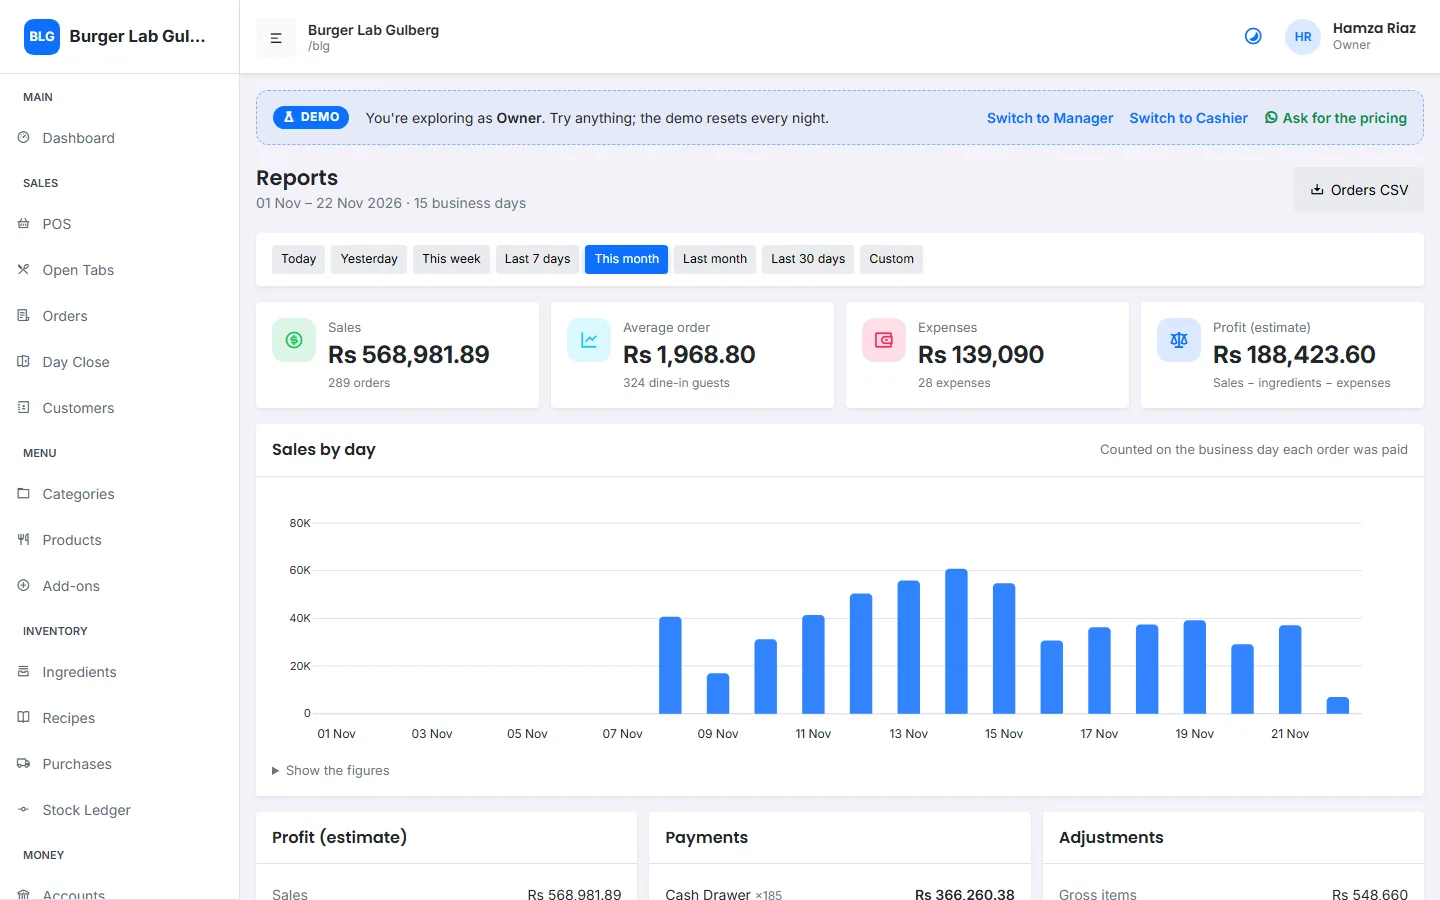 BLG Burger Lab Gul...
Burger Lab Gulberg
/blg
HR
Hamza Riaz
Owner
MAIN
Dashboard
SALES
POS
Open Tabs
Orders
Day Close
Customers
MENU
Categories
Products
Add-ons
INVENTORY
Ingredients
Recipes
Purchases
Stock Ledger
MONEY
Accounts
DEMO You're exploring as Owner. Try anything; the demo resets every night. Switch to Manager Switch to Cashier Ask for the pricing
Reports
01 Nov – 22 Nov 2026 · 15 business days
Orders CSV
Today Yesterday This week Last 7 days This month Last month Last 30 days Custom
Sales
Rs 568,981.89
289 orders
Average order
Rs 1,968.80
324 dine-in guests
Expenses
Rs 139,090
28 expenses
Profit (estimate)
Rs 188,423.60
Sales − ingredients − expenses
Sales by day
Counted on the business day each order was paid
80K
60K
40K
20K
0
01 Nov 03 Nov 05 Nov 07 Nov 09 Nov 11 Nov 13 Nov 15 Nov 17 Nov 19 Nov 21 Nov
Show the figures
Profit (estimate)
Sales Rs 568,981.89
Payments
Cash Drawer ×185 Rs 366,260.38
Adjustments
Gross items Rs 548,660